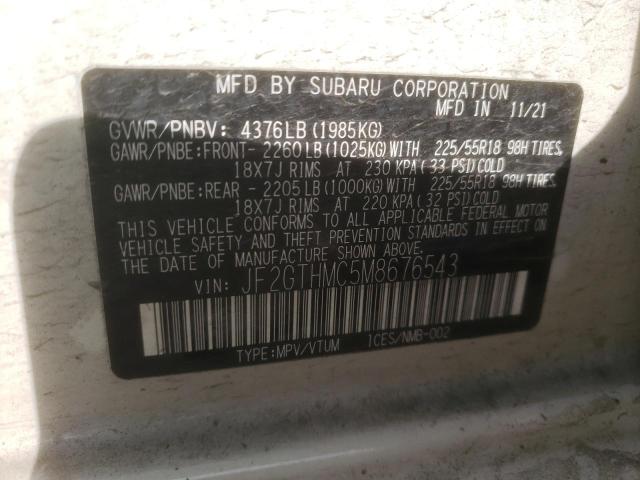 MFD BY SUBARU CORPORATION
MFD IN 11/21
GVWR/PNBV: 4376LB(1985KG)
GAWR/PNBE:FRONT- 2260LB(1025KG)WITH 225/55R18 98H TIRES,
18X7J RIMS AT 230 KPA(33 PSI)COLD
GAWR/PNBE:REAR - 2205LB(1000KG)WITH 225/55R18 98H TIRES,
18X7J RIMS AT 220 KPA(32 PSI)COLD
THIS VEHICLE CONFORMS TO ALL APPLICABLE FEDERAL MOTOR
VEHICLE SAFETY AND THEFT PREVENTION STANDARDS IN EFFECT ON
THE DATE OF MANUFACTURE SHOWN ABOVE.
VIN: JF2GTHMC5M8676543
TYPE:MPV/VTUM ICES/NMB-002